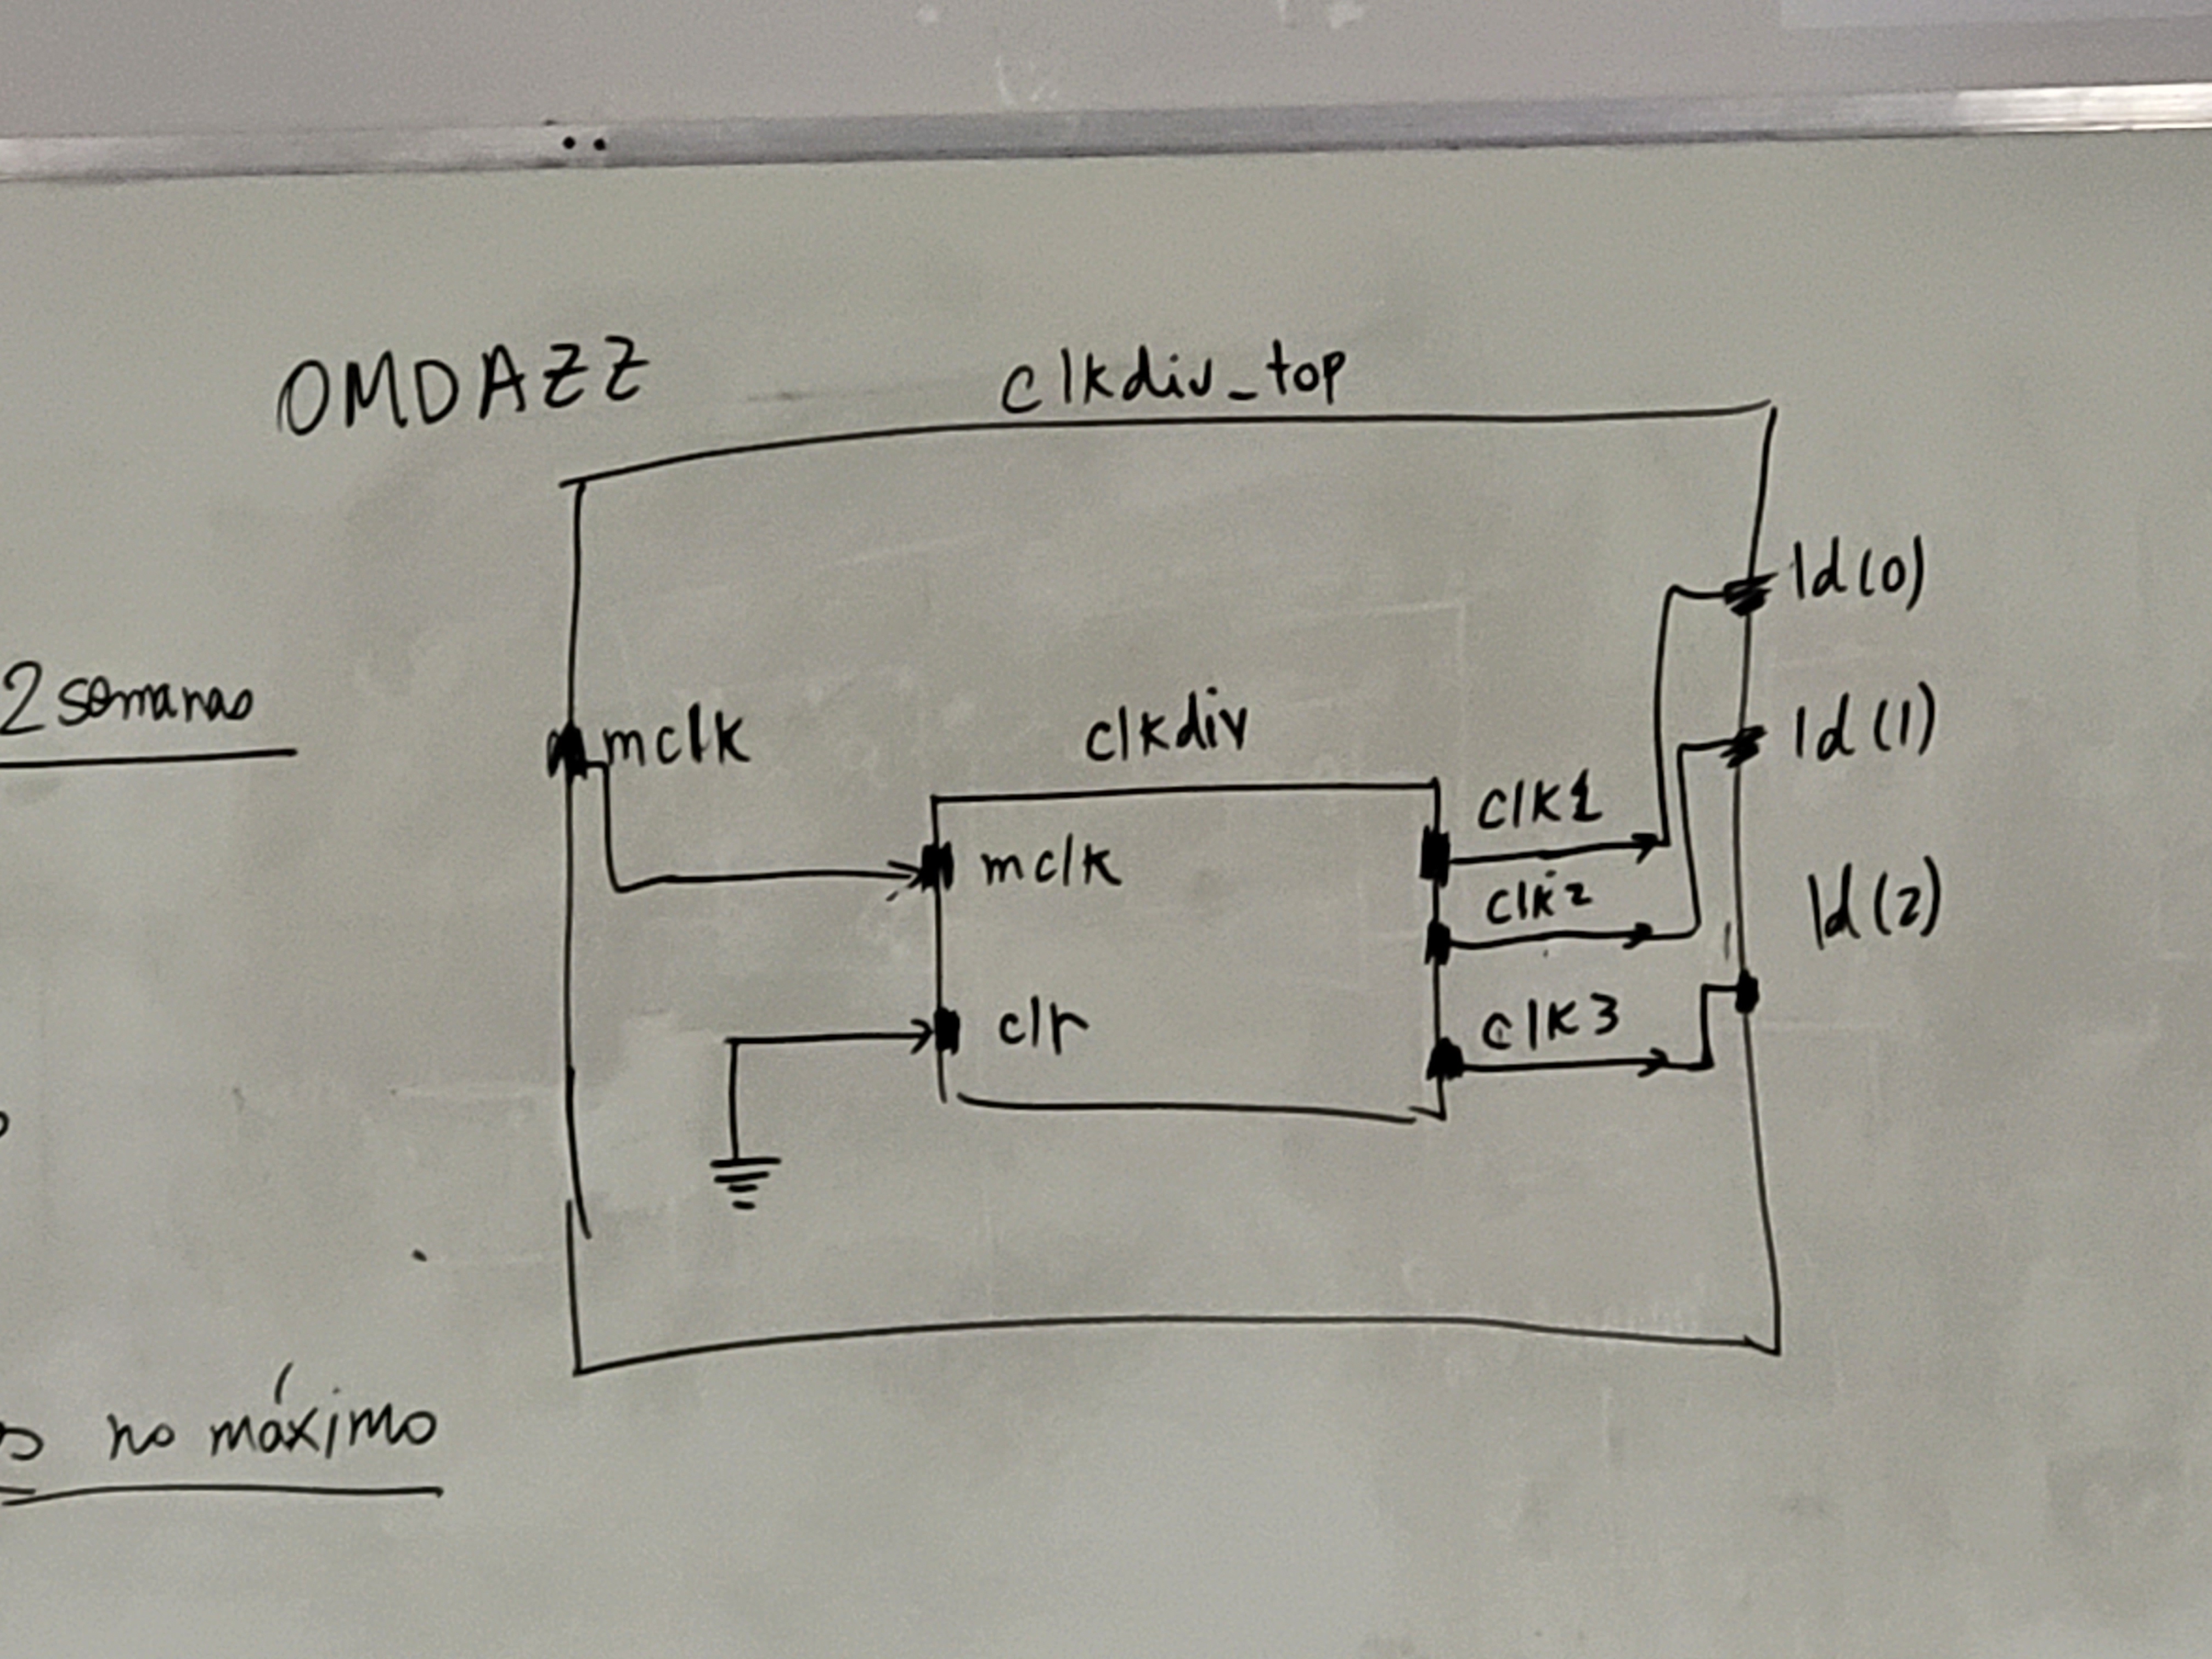 OMDAZZ
clkdiv_top
ld(0)
ld(1)
ld(2)
2 semanas
mclk
clkdiv
mclk
clr
clk1
clk2
clk3
no máximo